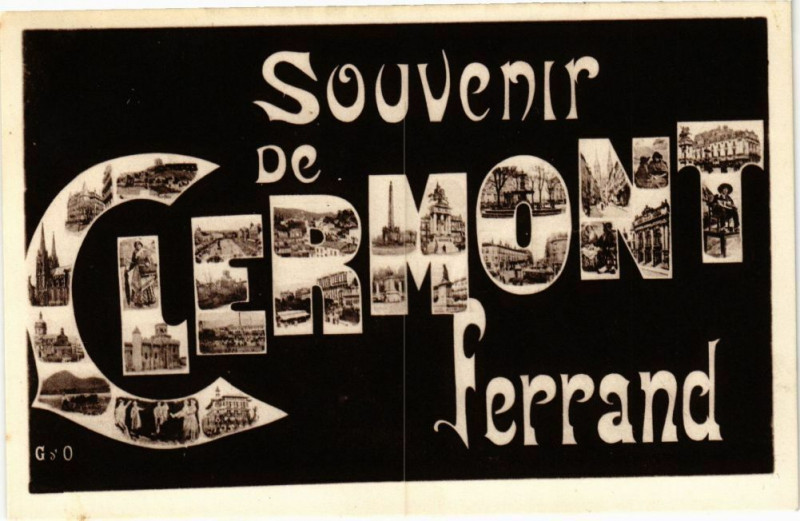 Souvenir
De
CLERMONT
Ferrand
G d'O